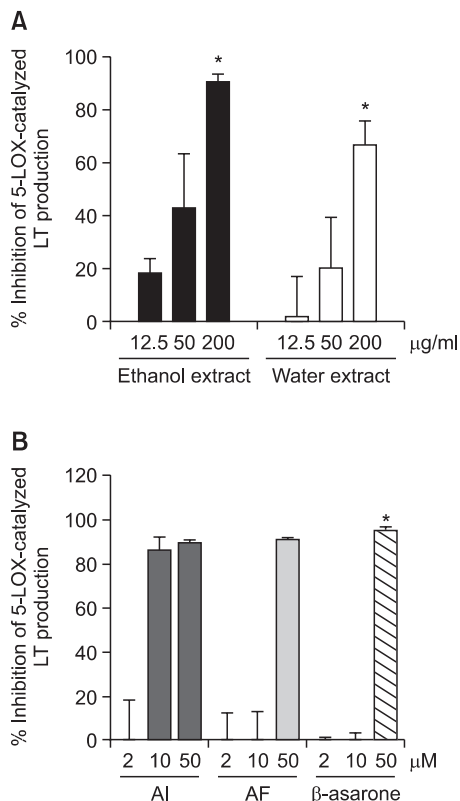 A
% Inhibition of 5-LOX-catalyzed
LT production
100
80
60
40
20
0
*
*
12.5 50 200 12.5 50 200 μg/ml
Ethanol extract Water extract
B
% Inhibition of 5-LOX-catalyzed
LT production
120
100
80
60
40
20
0
*
2 10 50 2 10 50 2 10 50 μM
AI AF β-asarone